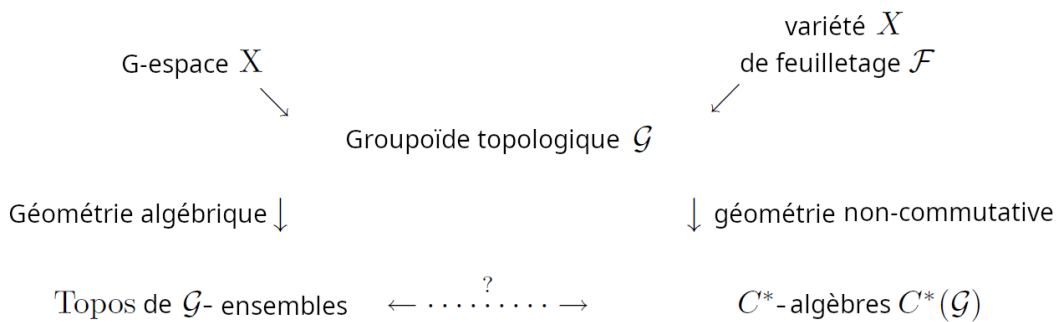 variété X
G-espace X
de feuilletage ℱ
Groupoïde topologique 𝒢
Géométrie algébrique
géométrie non-commutative
?
Topos de 𝒢- ensembles
C*-algèbres C*(𝒢)